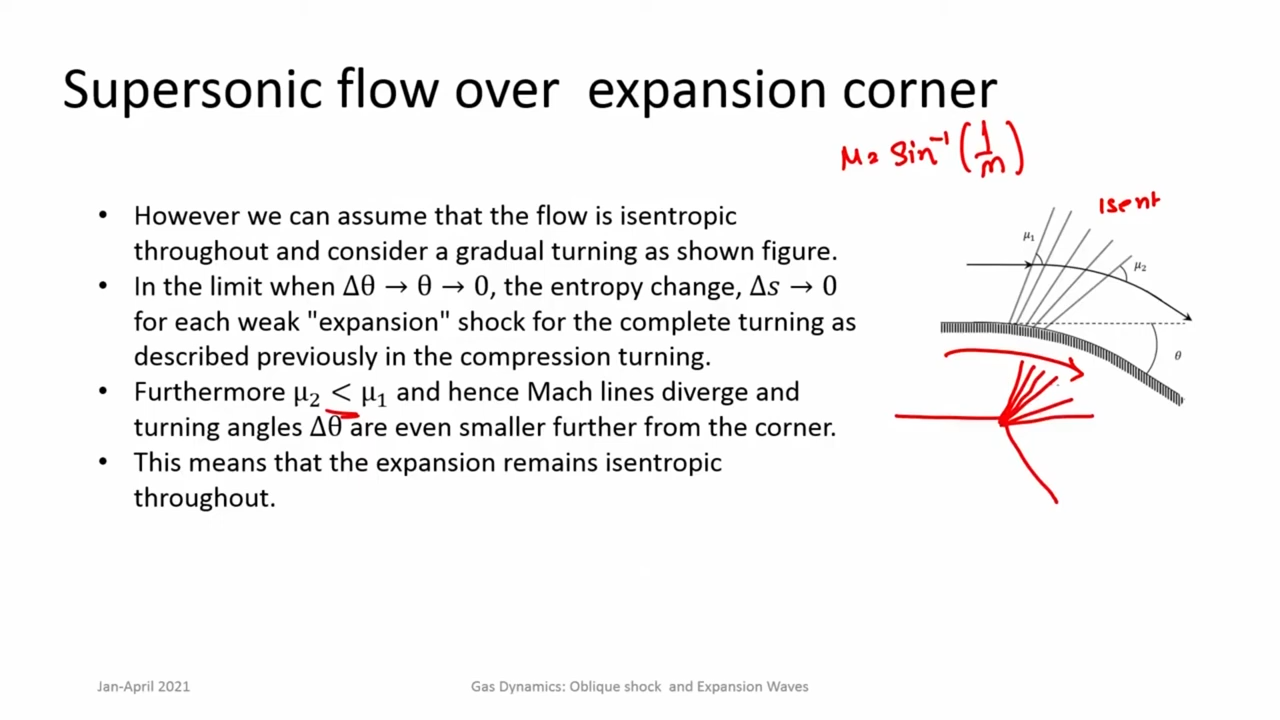 Supersonic flow over expansion corner
μ = Sin⁻¹ (1/m)
• However we can assume that the flow is isentropic
throughout and consider a gradual turning as shown figure.
• In the limit when Δθ → θ → 0, the entropy change, Δs → 0
for each weak "expansion" shock for the complete turning as
described previously in the compression turning.
• Furthermore μ₂ < μ₁ and hence Mach lines diverge and
turning angles Δθ are even smaller further from the corner.
• This means that the expansion remains isentropic
throughout.
Isent
μ₁
μ₂
θ
Jan-April 2021
Gas Dynamics: Oblique shock and Expansion Waves